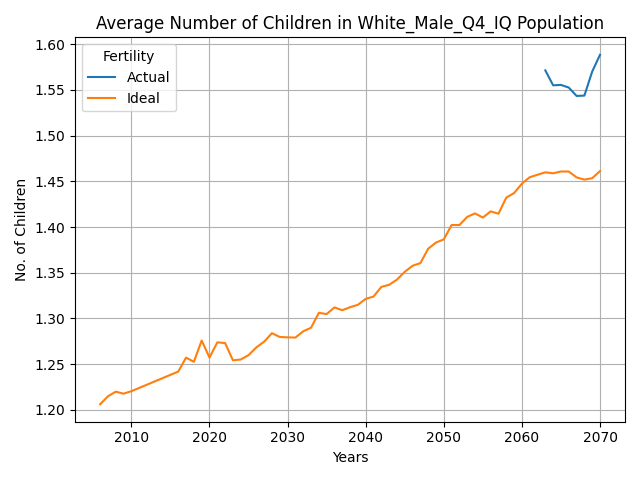 Average Number of Children in White_Male_Q4_IQ Population
Fertility
Actual
Ideal
No. of Children
1.60
1.55
1.50
1.45
1.40
1.35
1.30
1.25
1.20
2010 2020 2030 2040 2050 2060 2070
Years